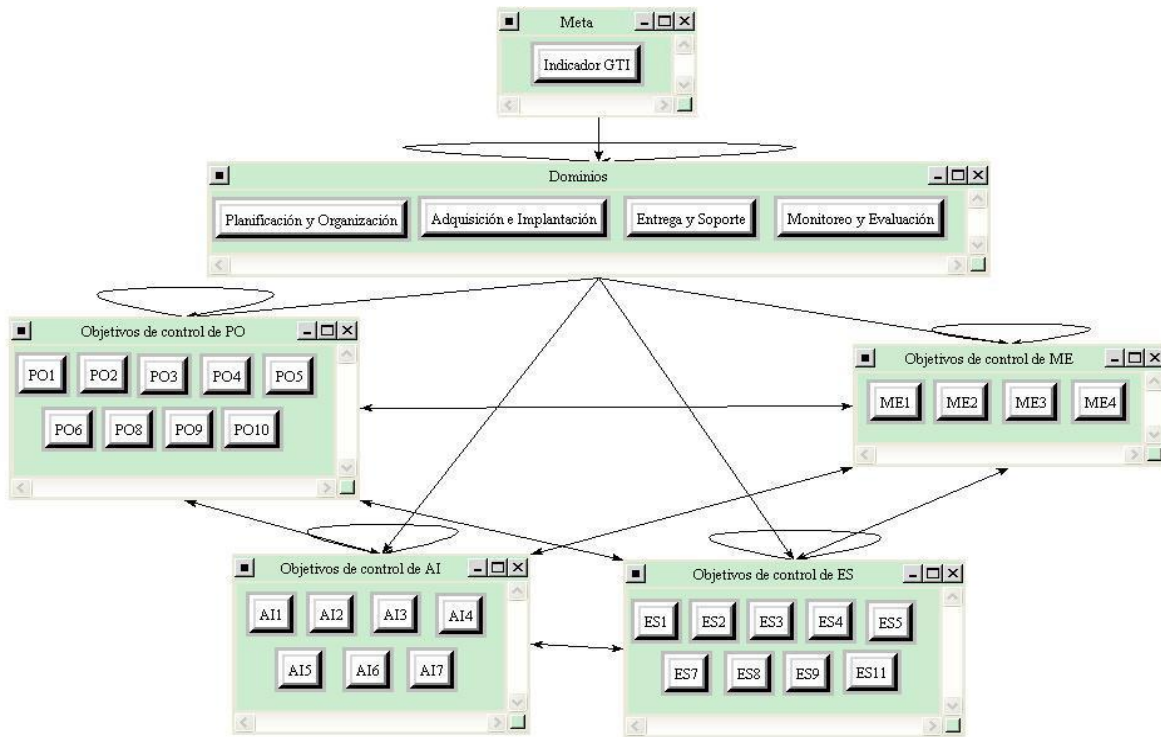 Meta
Indicador GTI
Dominios
Planificación y Organización Adquisición e Implantación Entrega y Soporte Monitoreo y Evaluación
Objetivos de control de PO
PO1 PO2 PO3 PO4 PO5
PO6 PO8 PO9 PO10
Objetivos de control de ME
ME1 ME2 ME3 ME4
Objetivos de control de AI
AI1 AI2 AI3 AI4
AI5 AI6 AI7
Objetivos de control de ES
ES1 ES2 ES3 ES4 ES5
ES7 ES8 ES9 ES11